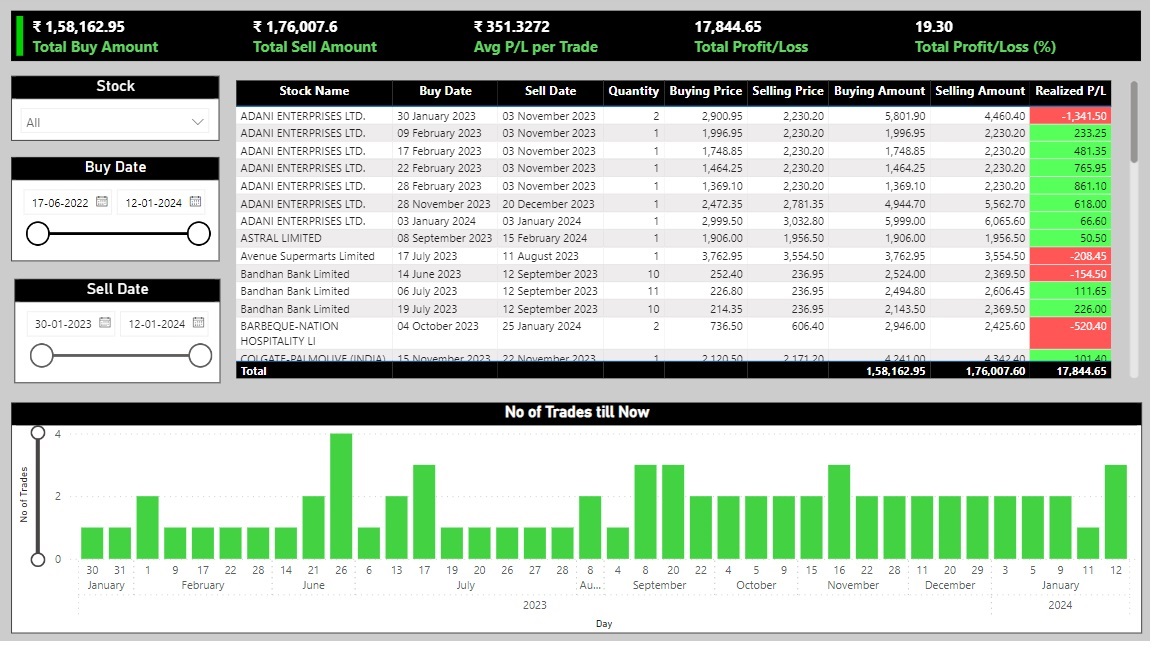 ₹ 1,58,162.95 ₹ 1,76,007.6 ₹ 351.3272 17,844.65 19.30
Total Buy Amount Total Sell Amount Avg P/L per Trade Total Profit/Loss Total Profit/Loss (%)
Stock
All
Buy Date
17-06-2022 12-01-2024
Sell Date
30-01-2023 12-01-2024
Stock Name Buy Date Sell Date Quantity Buying Price Selling Price Buying Amount Selling Amount Realized P/L
ADANI ENTERPRISES LTD. 30 January 2023 03 November 2023 2 2,900.95 2,230.20 5,801.90 4,460.40 -1,341.50
ADANI ENTERPRISES LTD. 09 February 2023 03 November 2023 1 1,996.95 2,230.20 1,996.95 2,230.20 233.25
ADANI ENTERPRISES LTD. 17 February 2023 03 November 2023 1 1,748.85 2,230.20 1,748.85 2,230.20 481.35
ADANI ENTERPRISES LTD. 22 February 2023 03 November 2023 1 1,464.25 2,230.20 1,464.25 2,230.20 765.95
ADANI ENTERPRISES LTD. 28 February 2023 03 November 2023 1 1,369.10 2,230.20 1,369.10 2,230.20 861.10
ADANI ENTERPRISES LTD. 28 November 2023 20 December 2023 1 2,472.35 2,781.35 4,944.70 5,562.70 618.00
ADANI ENTERPRISES LTD. 03 January 2024 03 January 2024 1 2,999.50 3,032.80 5,999.00 6,065.60 66.60
ASTRAL LIMITED 08 September 2023 15 February 2024 1 1,906.00 1,956.50 1,906.00 1,956.50 50.50
Avenue Supermarts Limited 17 July 2023 11 August 2023 1 3,762.95 3,554.50 3,762.95 3,554.50 -208.45
Bandhan Bank Limited 14 June 2023 12 September 2023 10 252.40 236.95 2,524.00 2,369.50 -154.50
Bandhan Bank Limited 06 July 2023 12 September 2023 11 226.80 236.95 2,494.80 2,606.45 111.65
Bandhan Bank Limited 19 July 2023 12 September 2023 10 214.35 236.95 2,143.50 2,369.50 226.00
BARBEQUE-NATION 04 October 2023 25 January 2024 2 736.50 606.40 2,946.00 2,425.60 -520.40
HOSPITALITY LI
COLGATE-PALMOLIVE (INDIA) 15 November 2023 22 November 2023 1 2,120.50 2,171.20 4,241.00 4,342.40 101.40
Total 1,58,162.95 1,76,007.60 17,844.65
No of Trades till Now
No of Trades
4
2
0
30 31 1 9 17 22 28 14 21 26 6 13 17 19 20 26 27 28 8 4 8 20 22 4 5 9 15 16 22 28 11 20 29 3 5 9 11 12
January February June July Au... September October November December January
2023 2024
Day